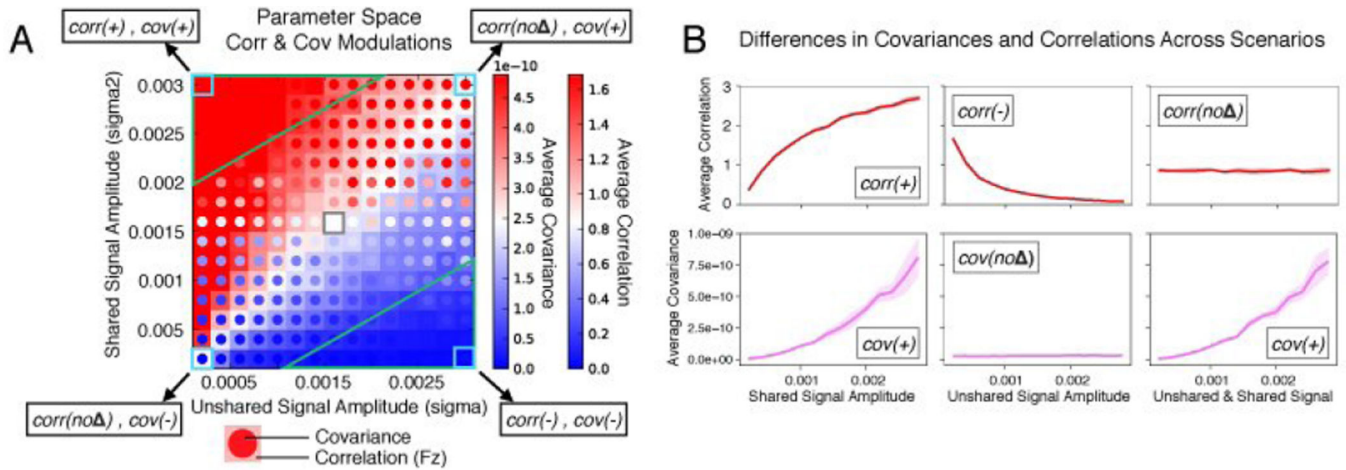 A
corr(+) , cov(+)
Parameter Space
Corr & Cov Modulations
corr(noΔ) , cov(+)
1e−10
0.003
0.0025
0.002
0.0015
0.001
0.005
Shared Signal Amplitude (sigma2)
4.5
4.0
3.5
3.0
2.5
2.0
1.5
1.0
0.5
0.0
Average Covariance
1.6
1.4
1.2
1.0
0.8
0.6
0.4
0.2
0.0
Average Correlation
0.0005
0.0015
0.0025
Unshared Signal Amplitude (sigma)
corr(noΔ) , cov(-)
corr(-) , cov(-)
Covariance
Correlation (Fz)
B
Differences in Covariances and Correlations Across Scenarios
Average Correlation
3
2
1
0
corr(+)
corr(-)
corr(noΔ)
Average Covariance
1.0e-09
7.5e-10
5.0e-10
2.5e-10
0.0e+00
cov(+)
cov(noΔ)
cov(+)
0.001
0.002
Shared Signal Amplitude
0.001
0.002
Unshared Signal Amplitude
0.001
0.002
Unshared & Shared Signal